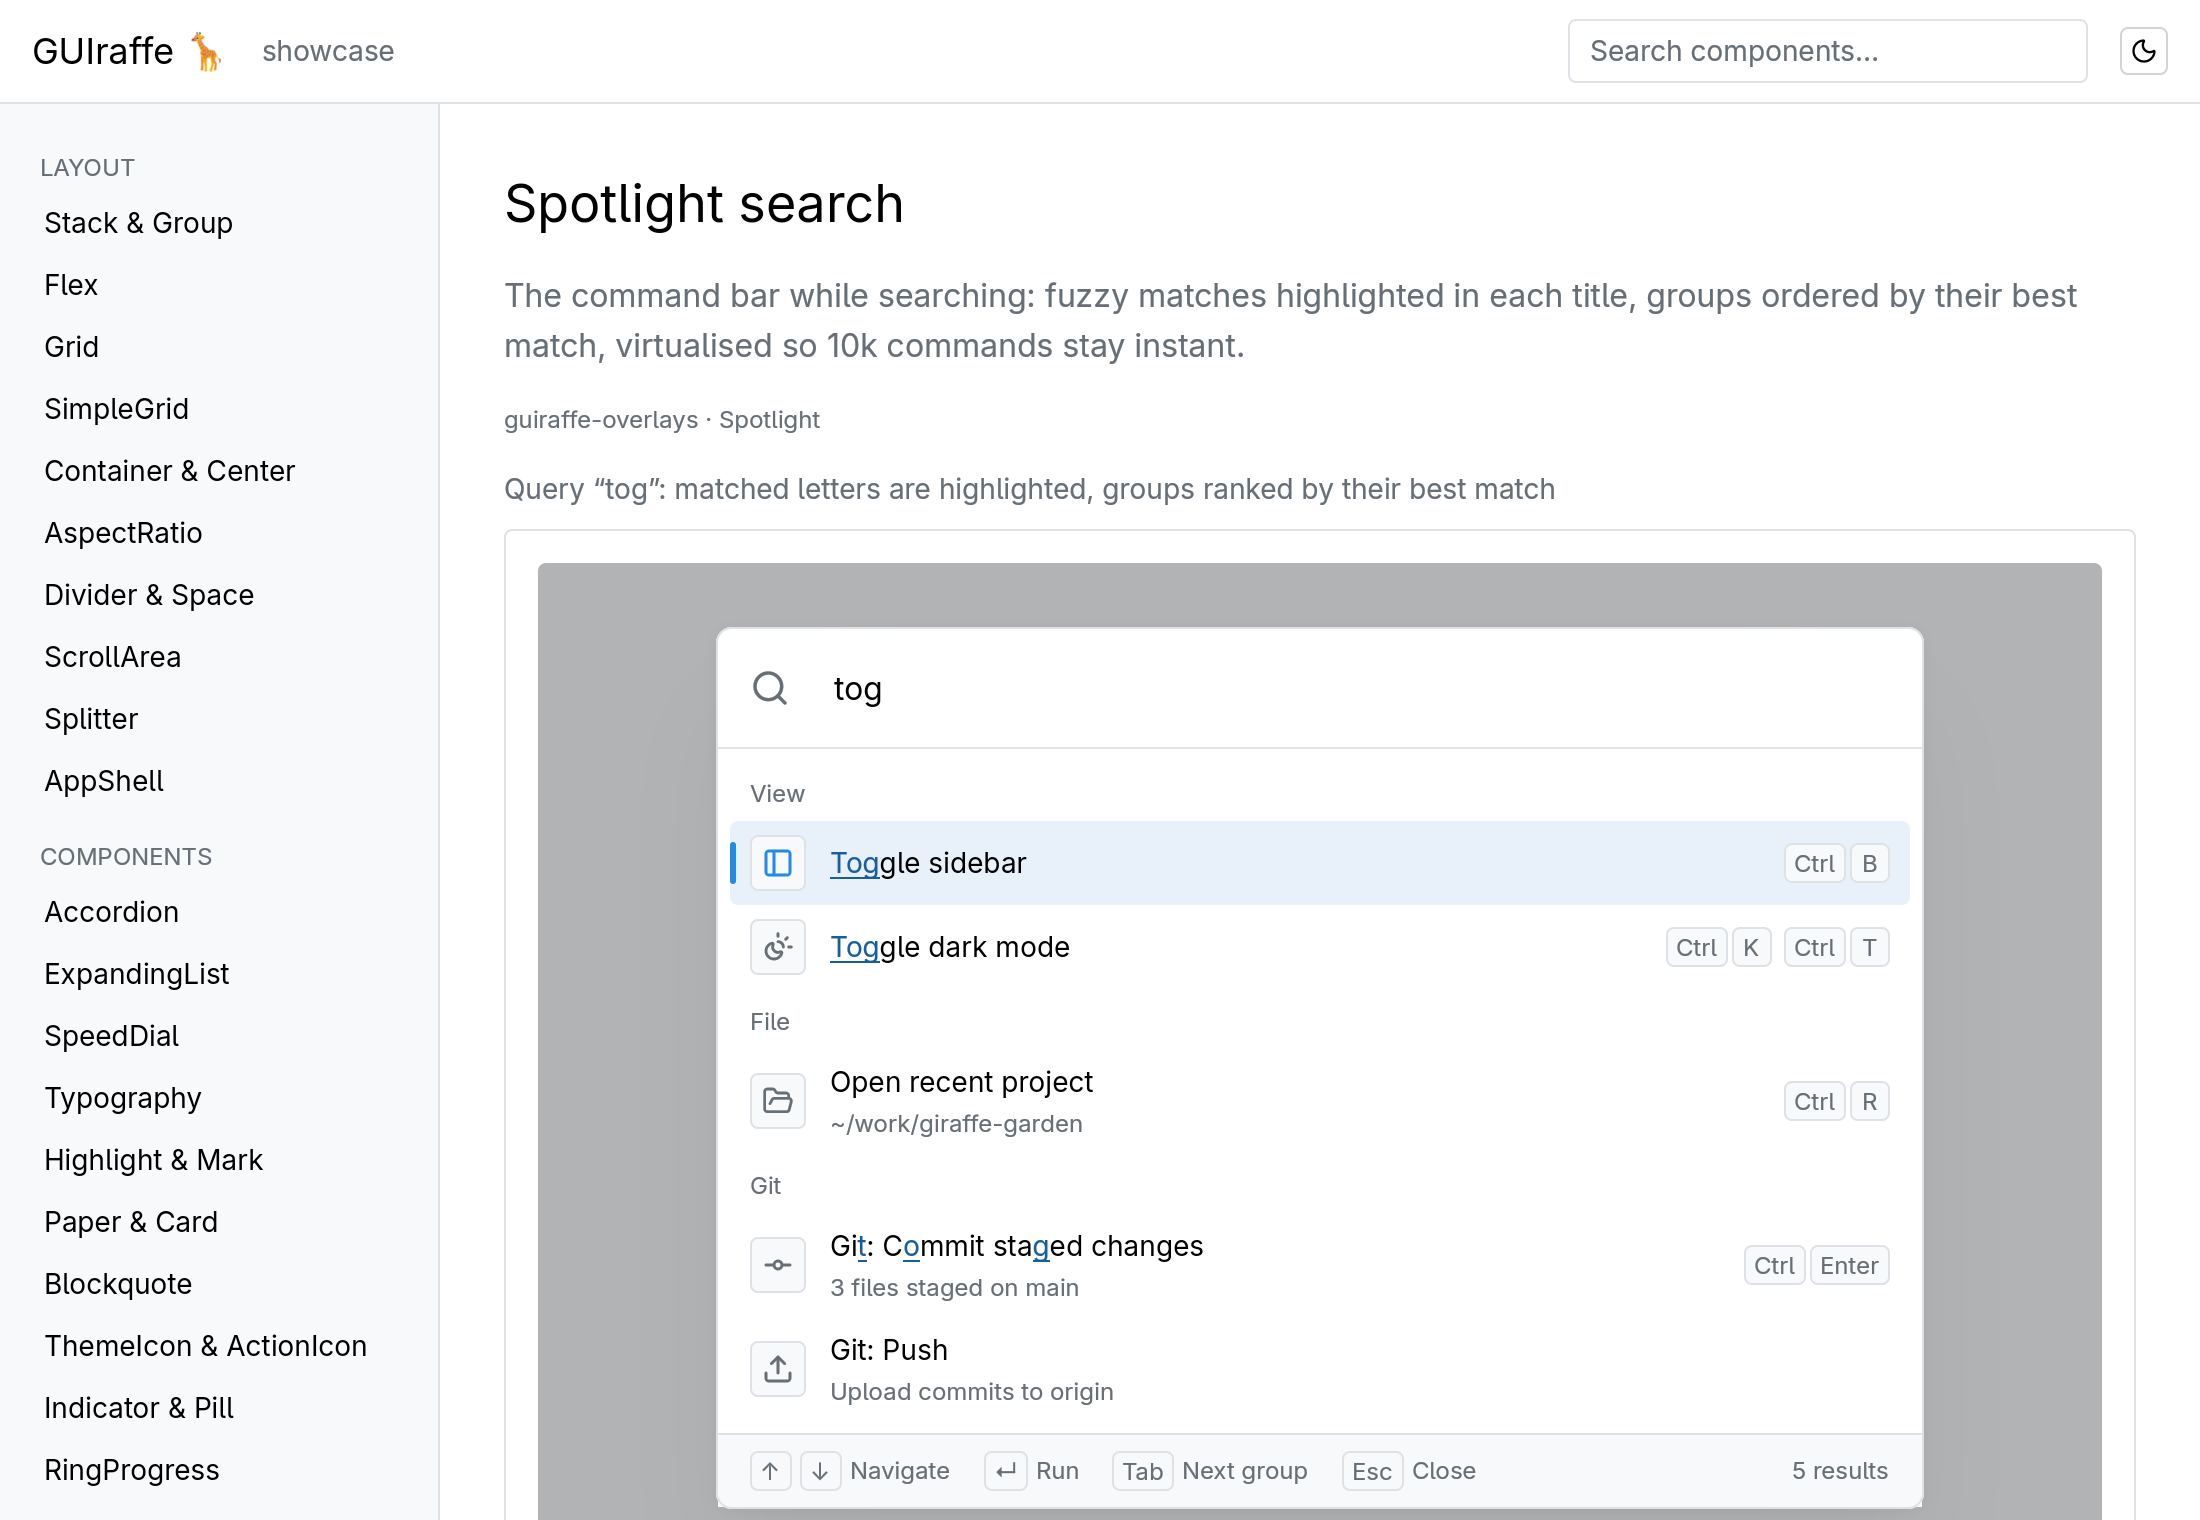 GUIraffe 🦒 showcase Search components...
LAYOUT
Stack & Group
Flex
Grid
SimpleGrid
Container & Center
AspectRatio
Divider & Space
ScrollArea
Splitter
AppShell
COMPONENTS
Accordion
ExpandingList
SpeedDial
Typography
Highlight & Mark
Paper & Card
Blockquote
ThemeIcon & ActionIcon
Indicator & Pill
RingProgress
Spotlight search
The command bar while searching: fuzzy matches highlighted in each title, groups ordered by their best
match, virtualised so 10k commands stay instant.
guiraffe-overlays · Spotlight
Query “tog”: matched letters are highlighted, groups ranked by their best match
tog
View
Toggle sidebar Ctrl B
Toggle dark mode Ctrl K Ctrl T
File
Open recent project Ctrl R
~/work/giraffe-garden
Git
Git: Commit staged changes Ctrl Enter
3 files staged on main
Git: Push
Upload commits to origin
↑ ↓ Navigate ↵ Run Tab Next group Esc Close 5 results